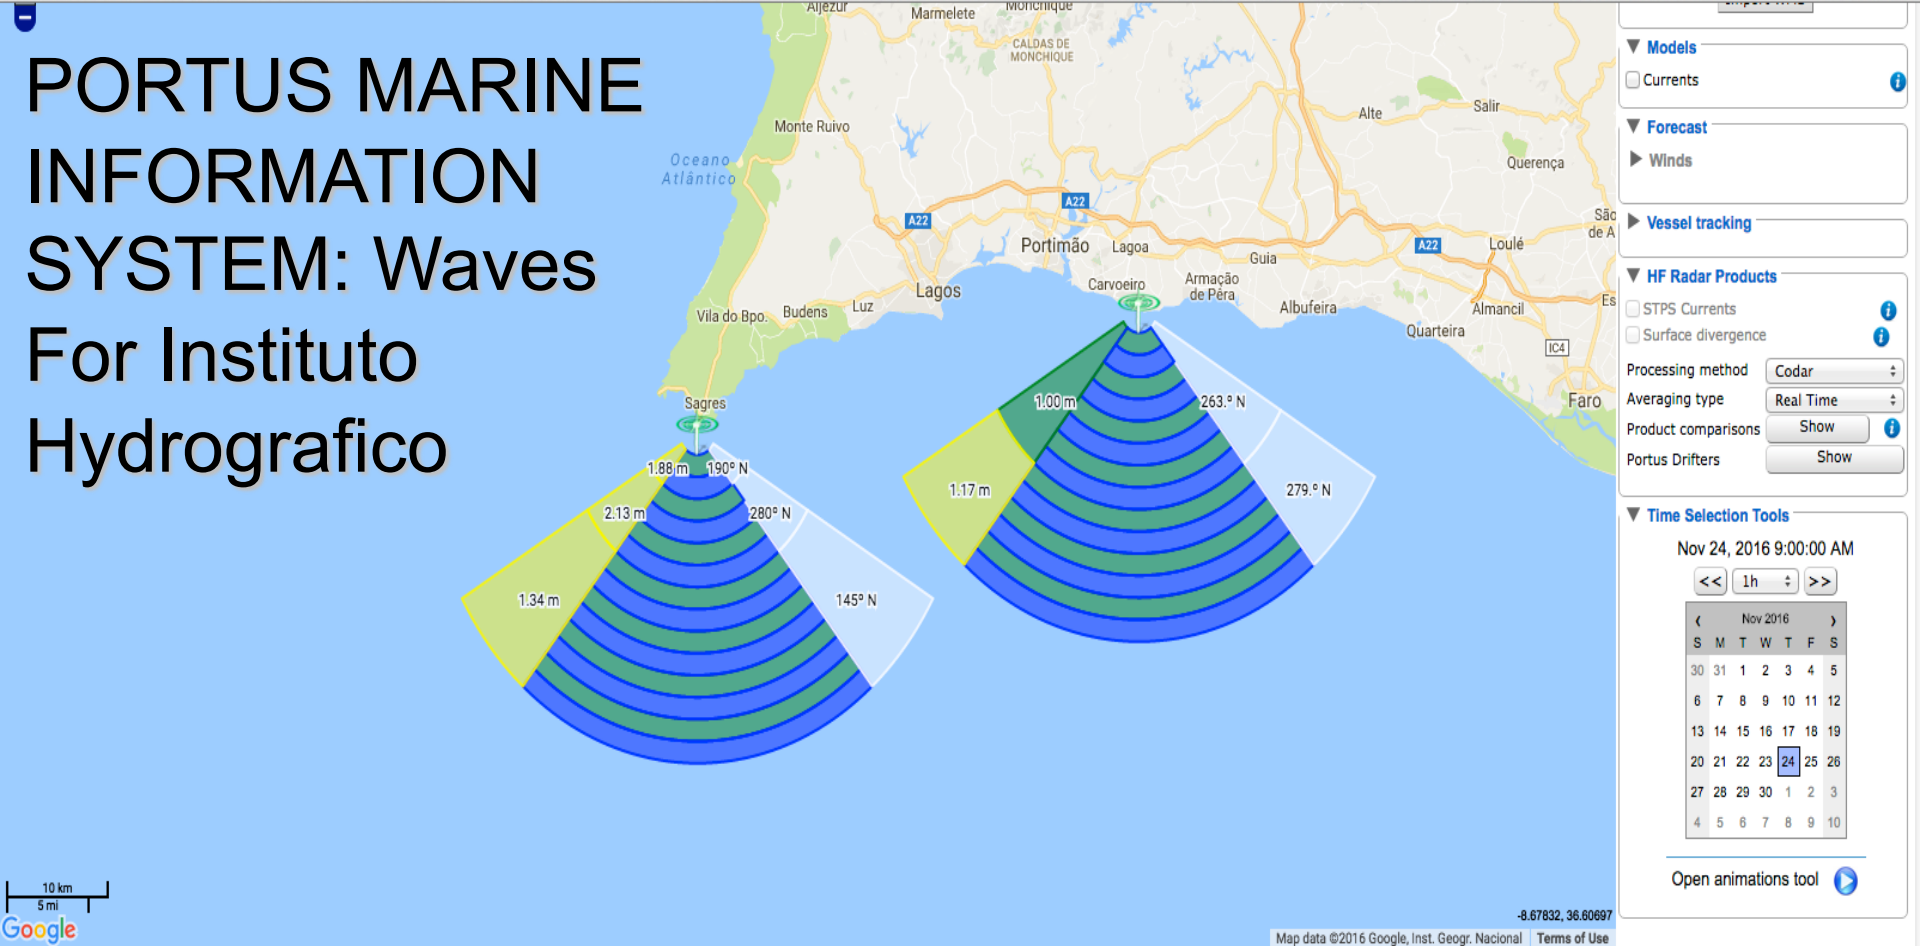 PORTUS MARINE
INFORMATION
SYSTEM: Waves
For Instituto
Hydrografico
Aljezur
Marmelete
Monchique
CALDAS DE
MONCHIQUE
Monte Ruivo
Oceano
Atlântico
Alte
Salir
Querença
A22
A22
A22
São
de A
Portimão
Lagoa
Guia
Loulé
Lagos
Carvoeiro
Armação
de Pêra
Vila do Bpo.
Budens
Luz
Albufeira
Almancil
Es
Quarteira
IC4
Faro
Sagres
1.00 m
263.º N
1.17 m
279.º N
1.88 m
190º N
2.13 m
280º N
1.34 m
145º N
10 km
5 mi
Google
-8.67832, 36.60697
Map data ©2016 Google, Inst. Geogr. Nacional
Terms of Use
Models
Currents
Forecast
Winds
Vessel tracking
HF Radar Products
STPS Currents
Surface divergence
Processing method Codar
Averaging type Real Time
Product comparisons Show
Portus Drifters Show
Time Selection Tools
Nov 24, 2016 9:00:00 AM
<< 1h >>
‹ Nov 2016 ›
S M T W T F S
30 31 1 2 3 4 5
6 7 8 9 10 11 12
13 14 15 16 17 18 19
20 21 22 23 24 25 26
27 28 29 30 1 2 3
4 5 6 7 8 9 10
Open animations tool